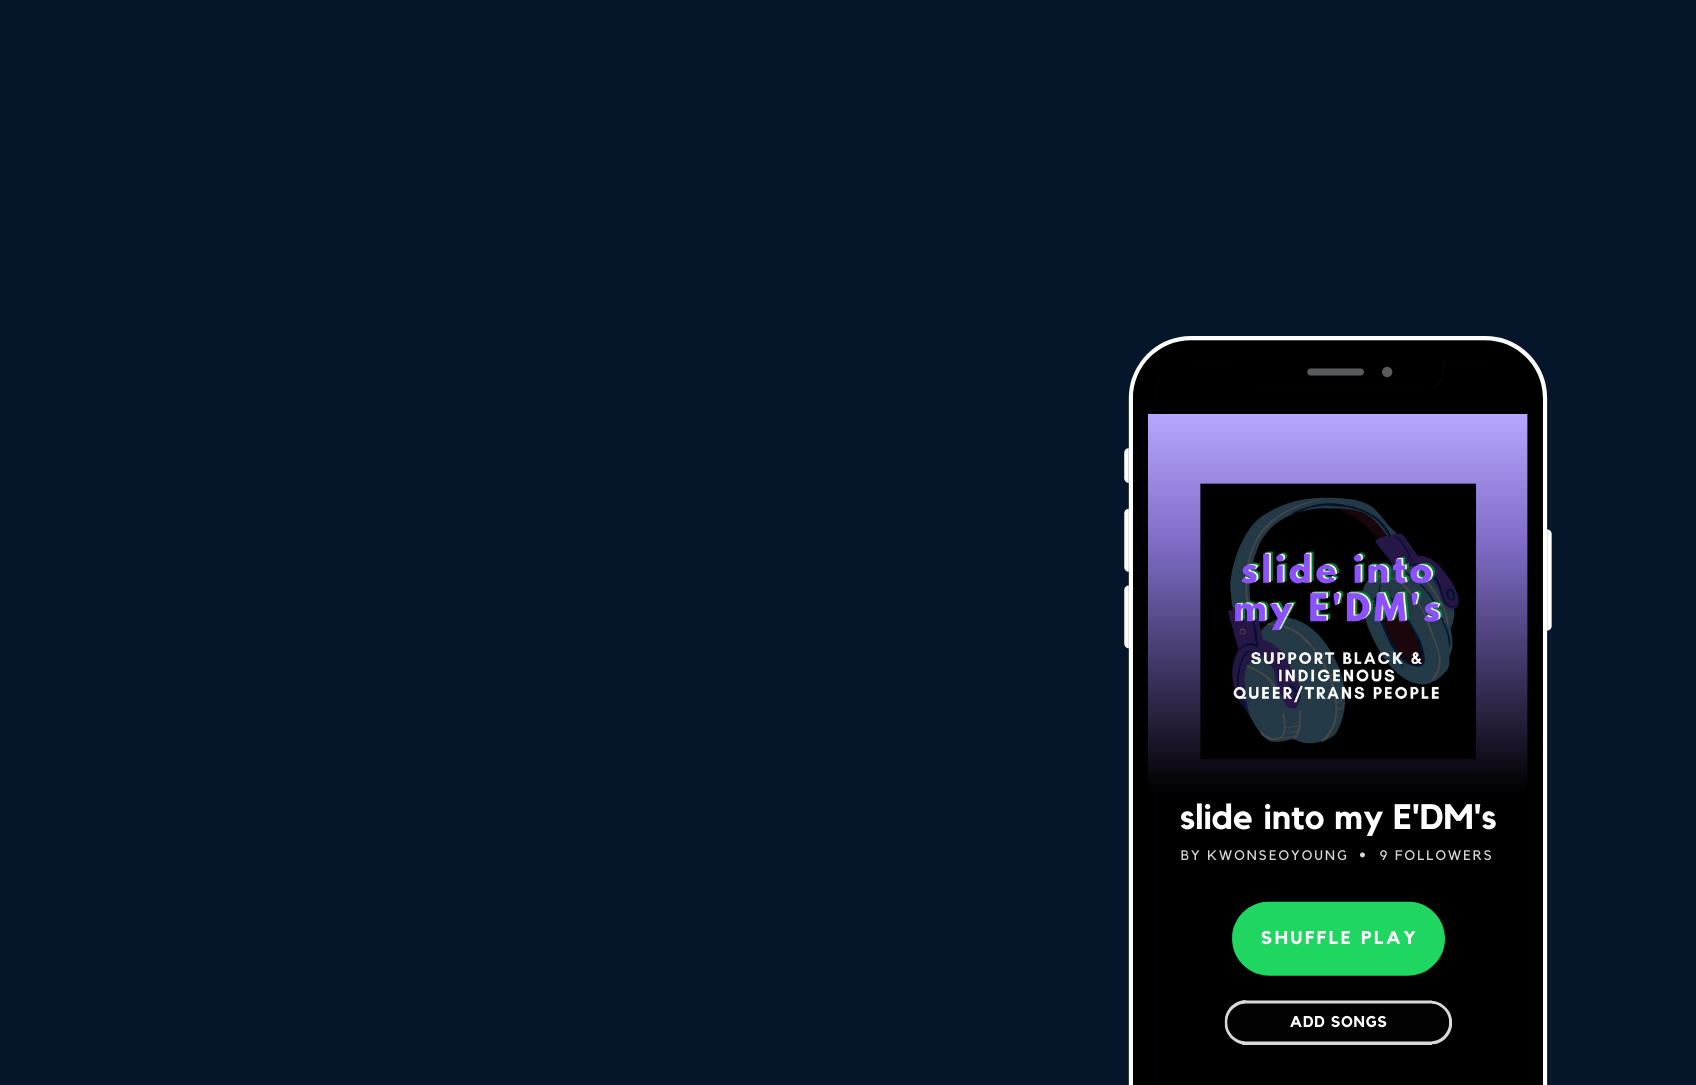 slide into
my E'DM's
SUPPORT BLACK &
INDIGENOUS
QUEER/TRANS PEOPLE
slide into my E'DM's
BY KWONSEOYOUNG • 9 FOLLOWERS
SHUFFLE PLAY
ADD SONGS